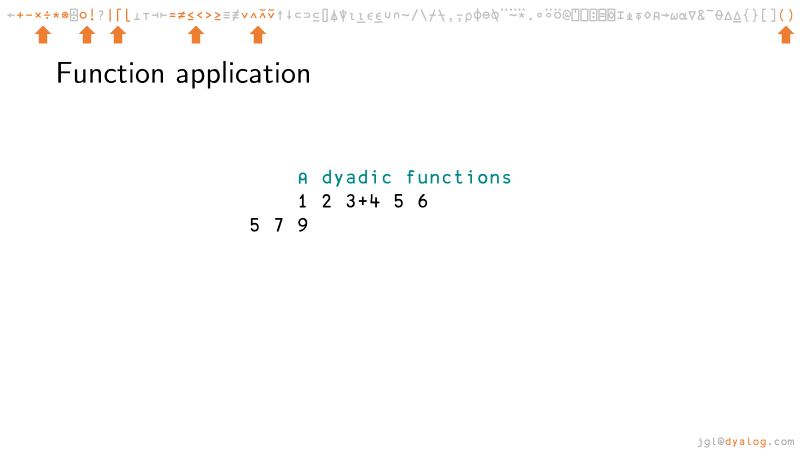 ←+-×÷*⍟⌹○!?|⌈⌊⊥⊤⊣⊢=≠≤<>≥≡≢∨∧⍲⍱↑↓⊂⊃⊆⌷⍋⍒⍳⍸∊⍷∪∩~/\⌿⍀,⍪⍴⌽⊖⍉¨⍨⍣.∘⍤⍥@⍞⎕⍠⌸⌺⌶⍎⍕⋄⍝→⍵⍺∇&¯⍬∆⍙{}[]()
Function application
⍝ dyadic functions
1 2 3+4 5 6
5 7 9
jgl@dyalog.com